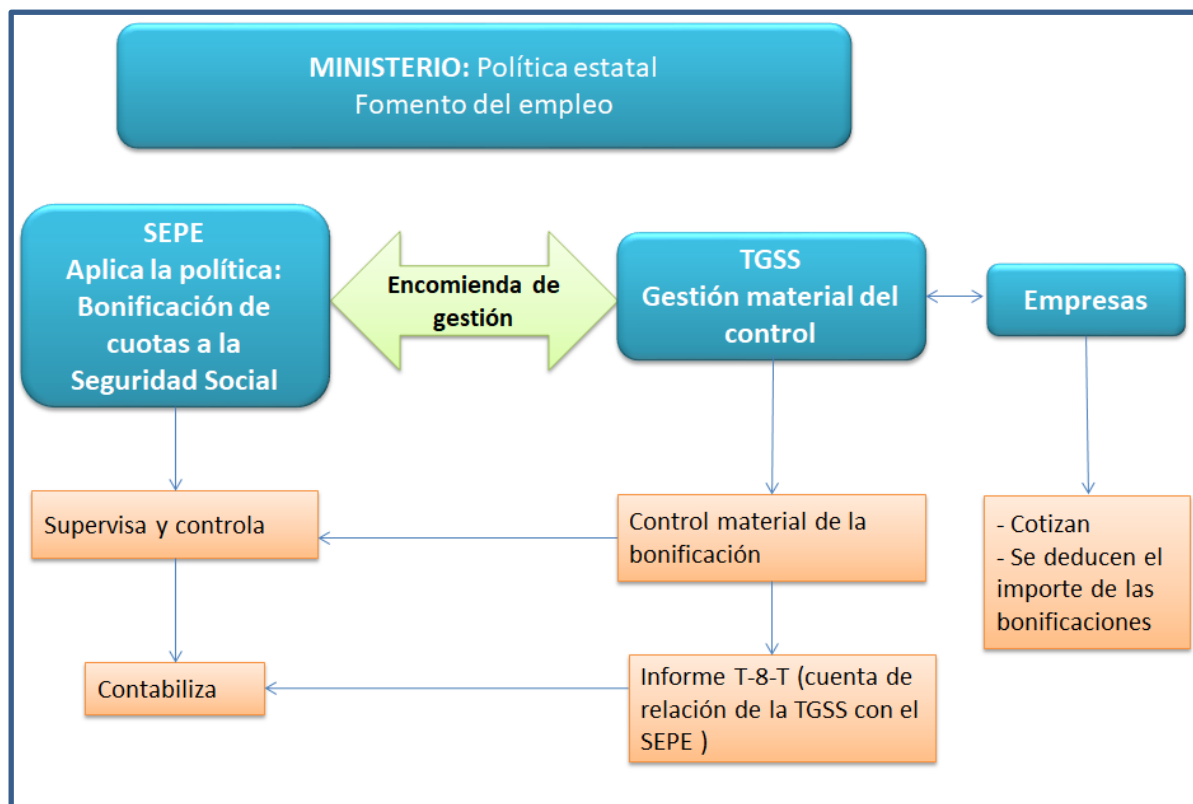 MINISTERIO: Política estatal
Fomento del empleo
SEPE
Aplica la política:
Bonificación de
cuotas a la
Seguridad Social
Encomienda de
gestión
TGSS
Gestión material del
control
Empresas
Supervisa y controla
Control material de la
bonificación
- Cotizan
- Se deducen el
importe de las
bonificaciones
Contabiliza
Informe T-8-T (cuenta de
relación de la TGSS con el
SEPE )